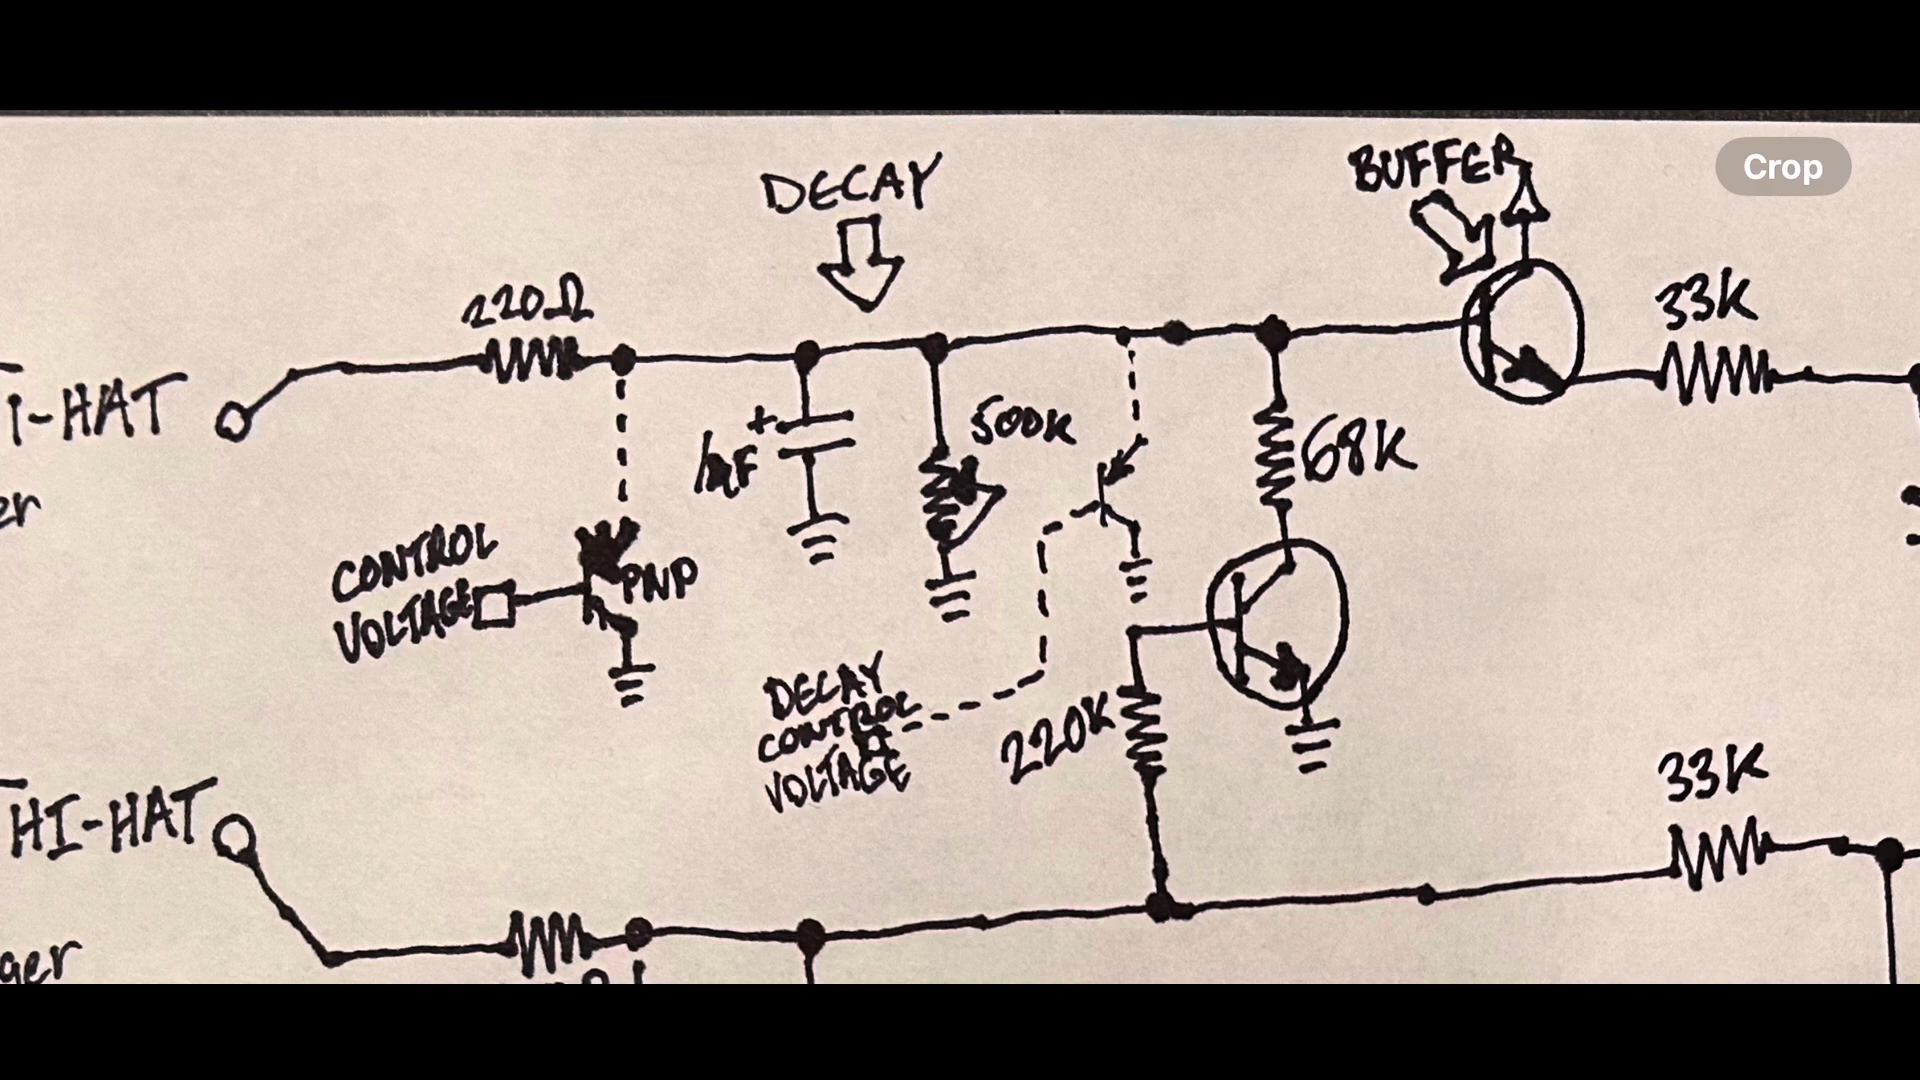 DECAY
BUFFER
Crop
220Ω
33K
I-HAT
500K
+
68K
er
CONTROL
VOLTAGE
PNP
DECAY
CONTROL
VOLTAGE
220K
33K
HI-HAT
ger